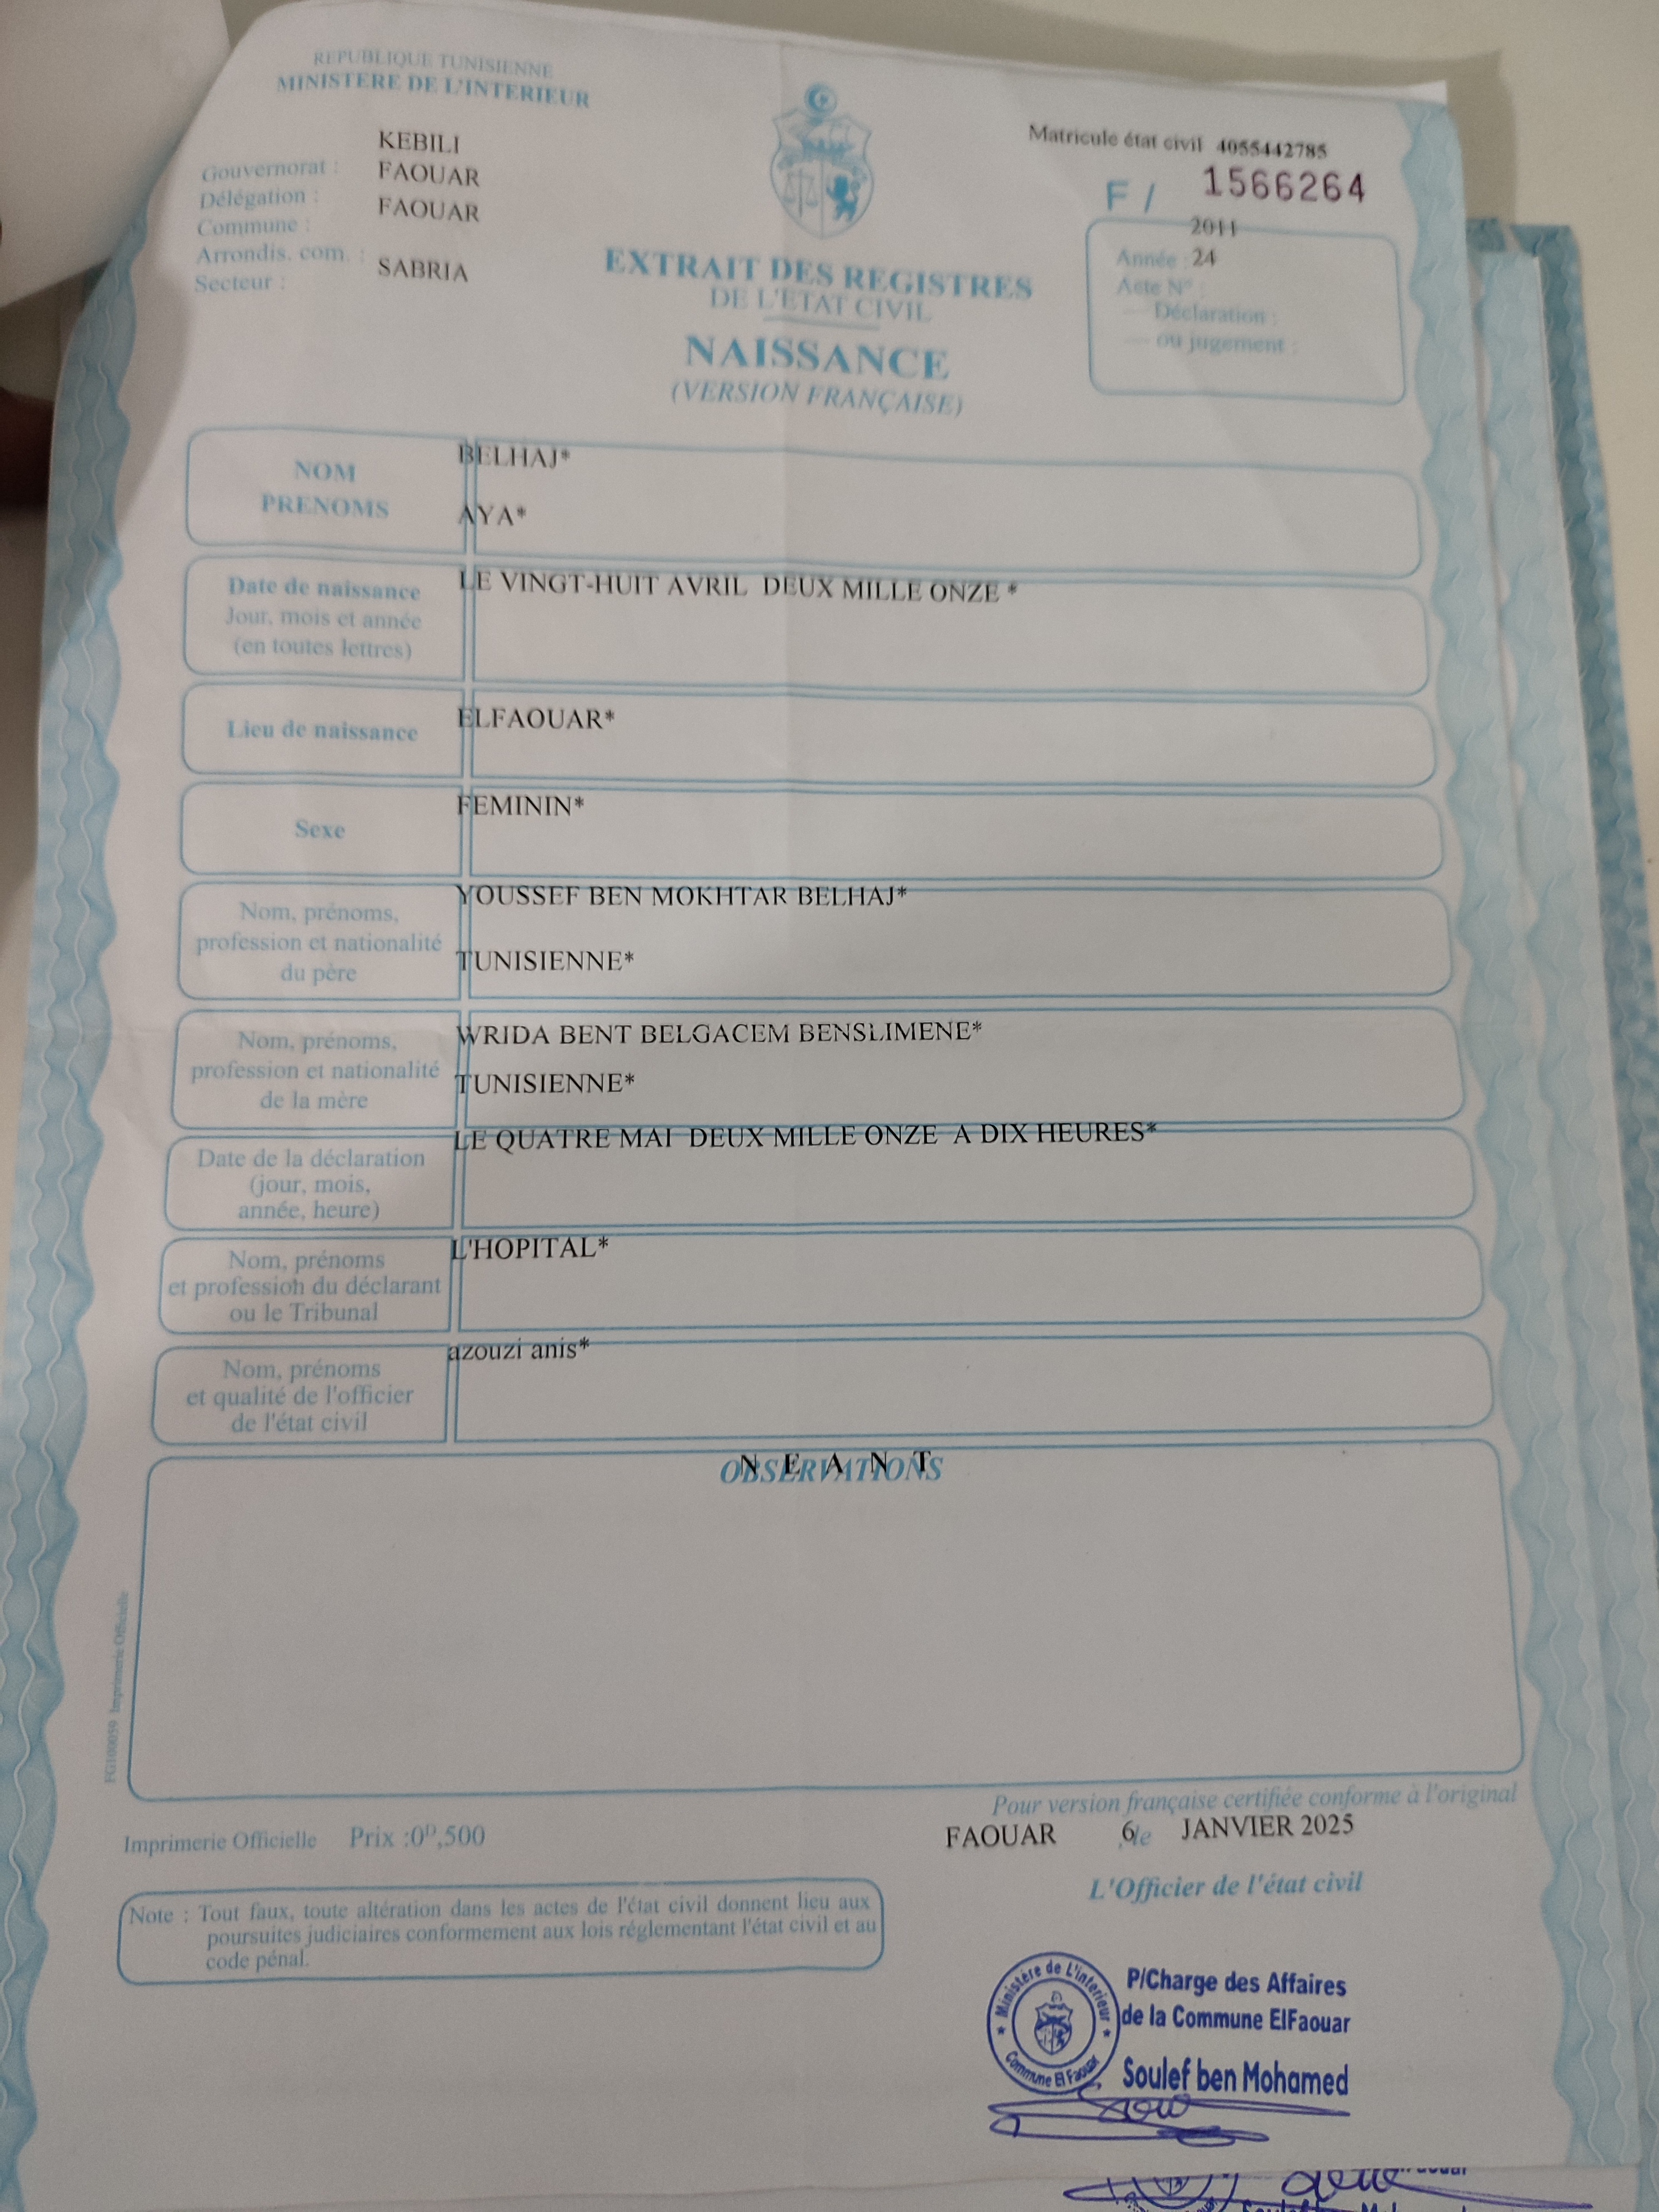 REPUBLIQUE TUNISIENNE
MINISTERE DE L'INTERIEUR
KEBILI
Gouvernorat : FAOUAR
Délégation : FAOUAR
Commune :
Arrondis. com. :
Secteur : SABRIA
Matricule état civil 4055442785
F / 1566264
2011
Année : 24
Acte N° :
Déclaration :
ou jugement :
EXTRAIT DES REGISTRES
DE L'ETAT CIVIL
NAISSANCE
(VERSION FRANÇAISE)
NOM
PRENOMS
BELHAJ*
AYA*
Date de naissance
Jour, mois et année
(en toutes lettres)
LE VINGT-HUIT AVRIL DEUX MILLE ONZE *
Lieu de naissance
ELFAOUAR*
Sexe
FEMININ*
Nom, prénoms,
profession et nationalité
du père
YOUSSEF BEN MOKHTAR BELHAJ*
TUNISIENNE*
Nom, prénoms,
profession et nationalité
de la mère
WRIDA BENT BELGACEM BENSLIMENE*
TUNISIENNE*
Date de la déclaration
(jour, mois,
année, heure)
LE QUATRE MAI DEUX MILLE ONZE A DIX HEURES*
Nom, prénoms
et profession du déclarant
ou le Tribunal
L'HOPITAL*
Nom, prénoms
et qualité de l'officier
de l'état civil
azouzi anis*
OBSERVATIONS
N E A N T
FG100059 Imprimerie Officielle
Pour version française certifiée conforme à l'original
FAOUAR 6 ,le JANVIER 2025
Imprimerie Officielle Prix :0ᴰ,500
L'Officier de l'état civil
Note : Tout faux, toute altération dans les actes de l'état civil donnent lieu aux
poursuites judiciaires conformement aux lois réglementant l'état civil et au
code pénal.
Ministère de L'interieur
Commune El Faouar
P/Charge des Affaires
de la Commune ElFaouar
Soulef ben Mohamed